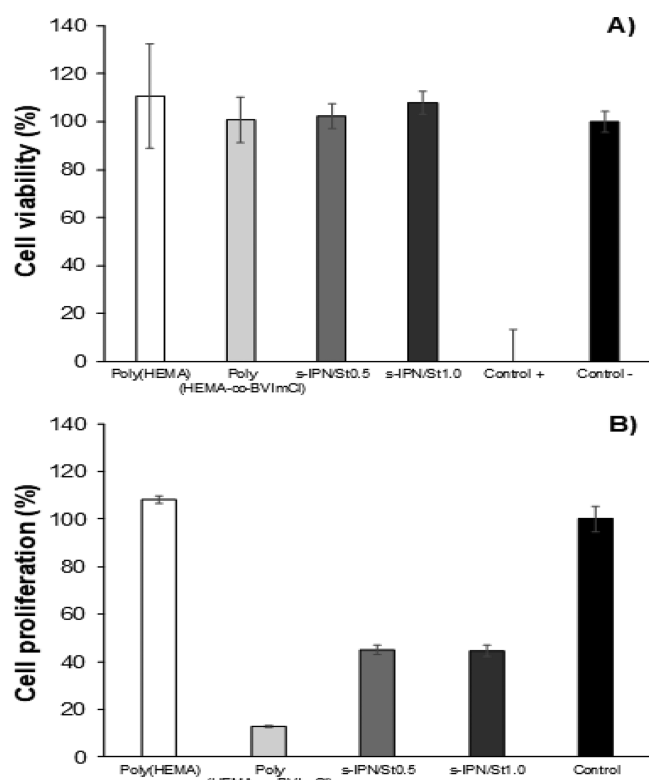 A)
Cell viability (%)
140
120
100
80
60
40
20
0
Poly(HEMA) Poly s-IPN/St0.5 s-IPN/St1.0 Control + Control -
(HEMA-co-BVImCl)
B)
Cell proliferation (%)
140
120
100
80
60
40
20
0
Poly(HEMA) Poly s-IPN/St0.5 s-IPN/St1.0 Control